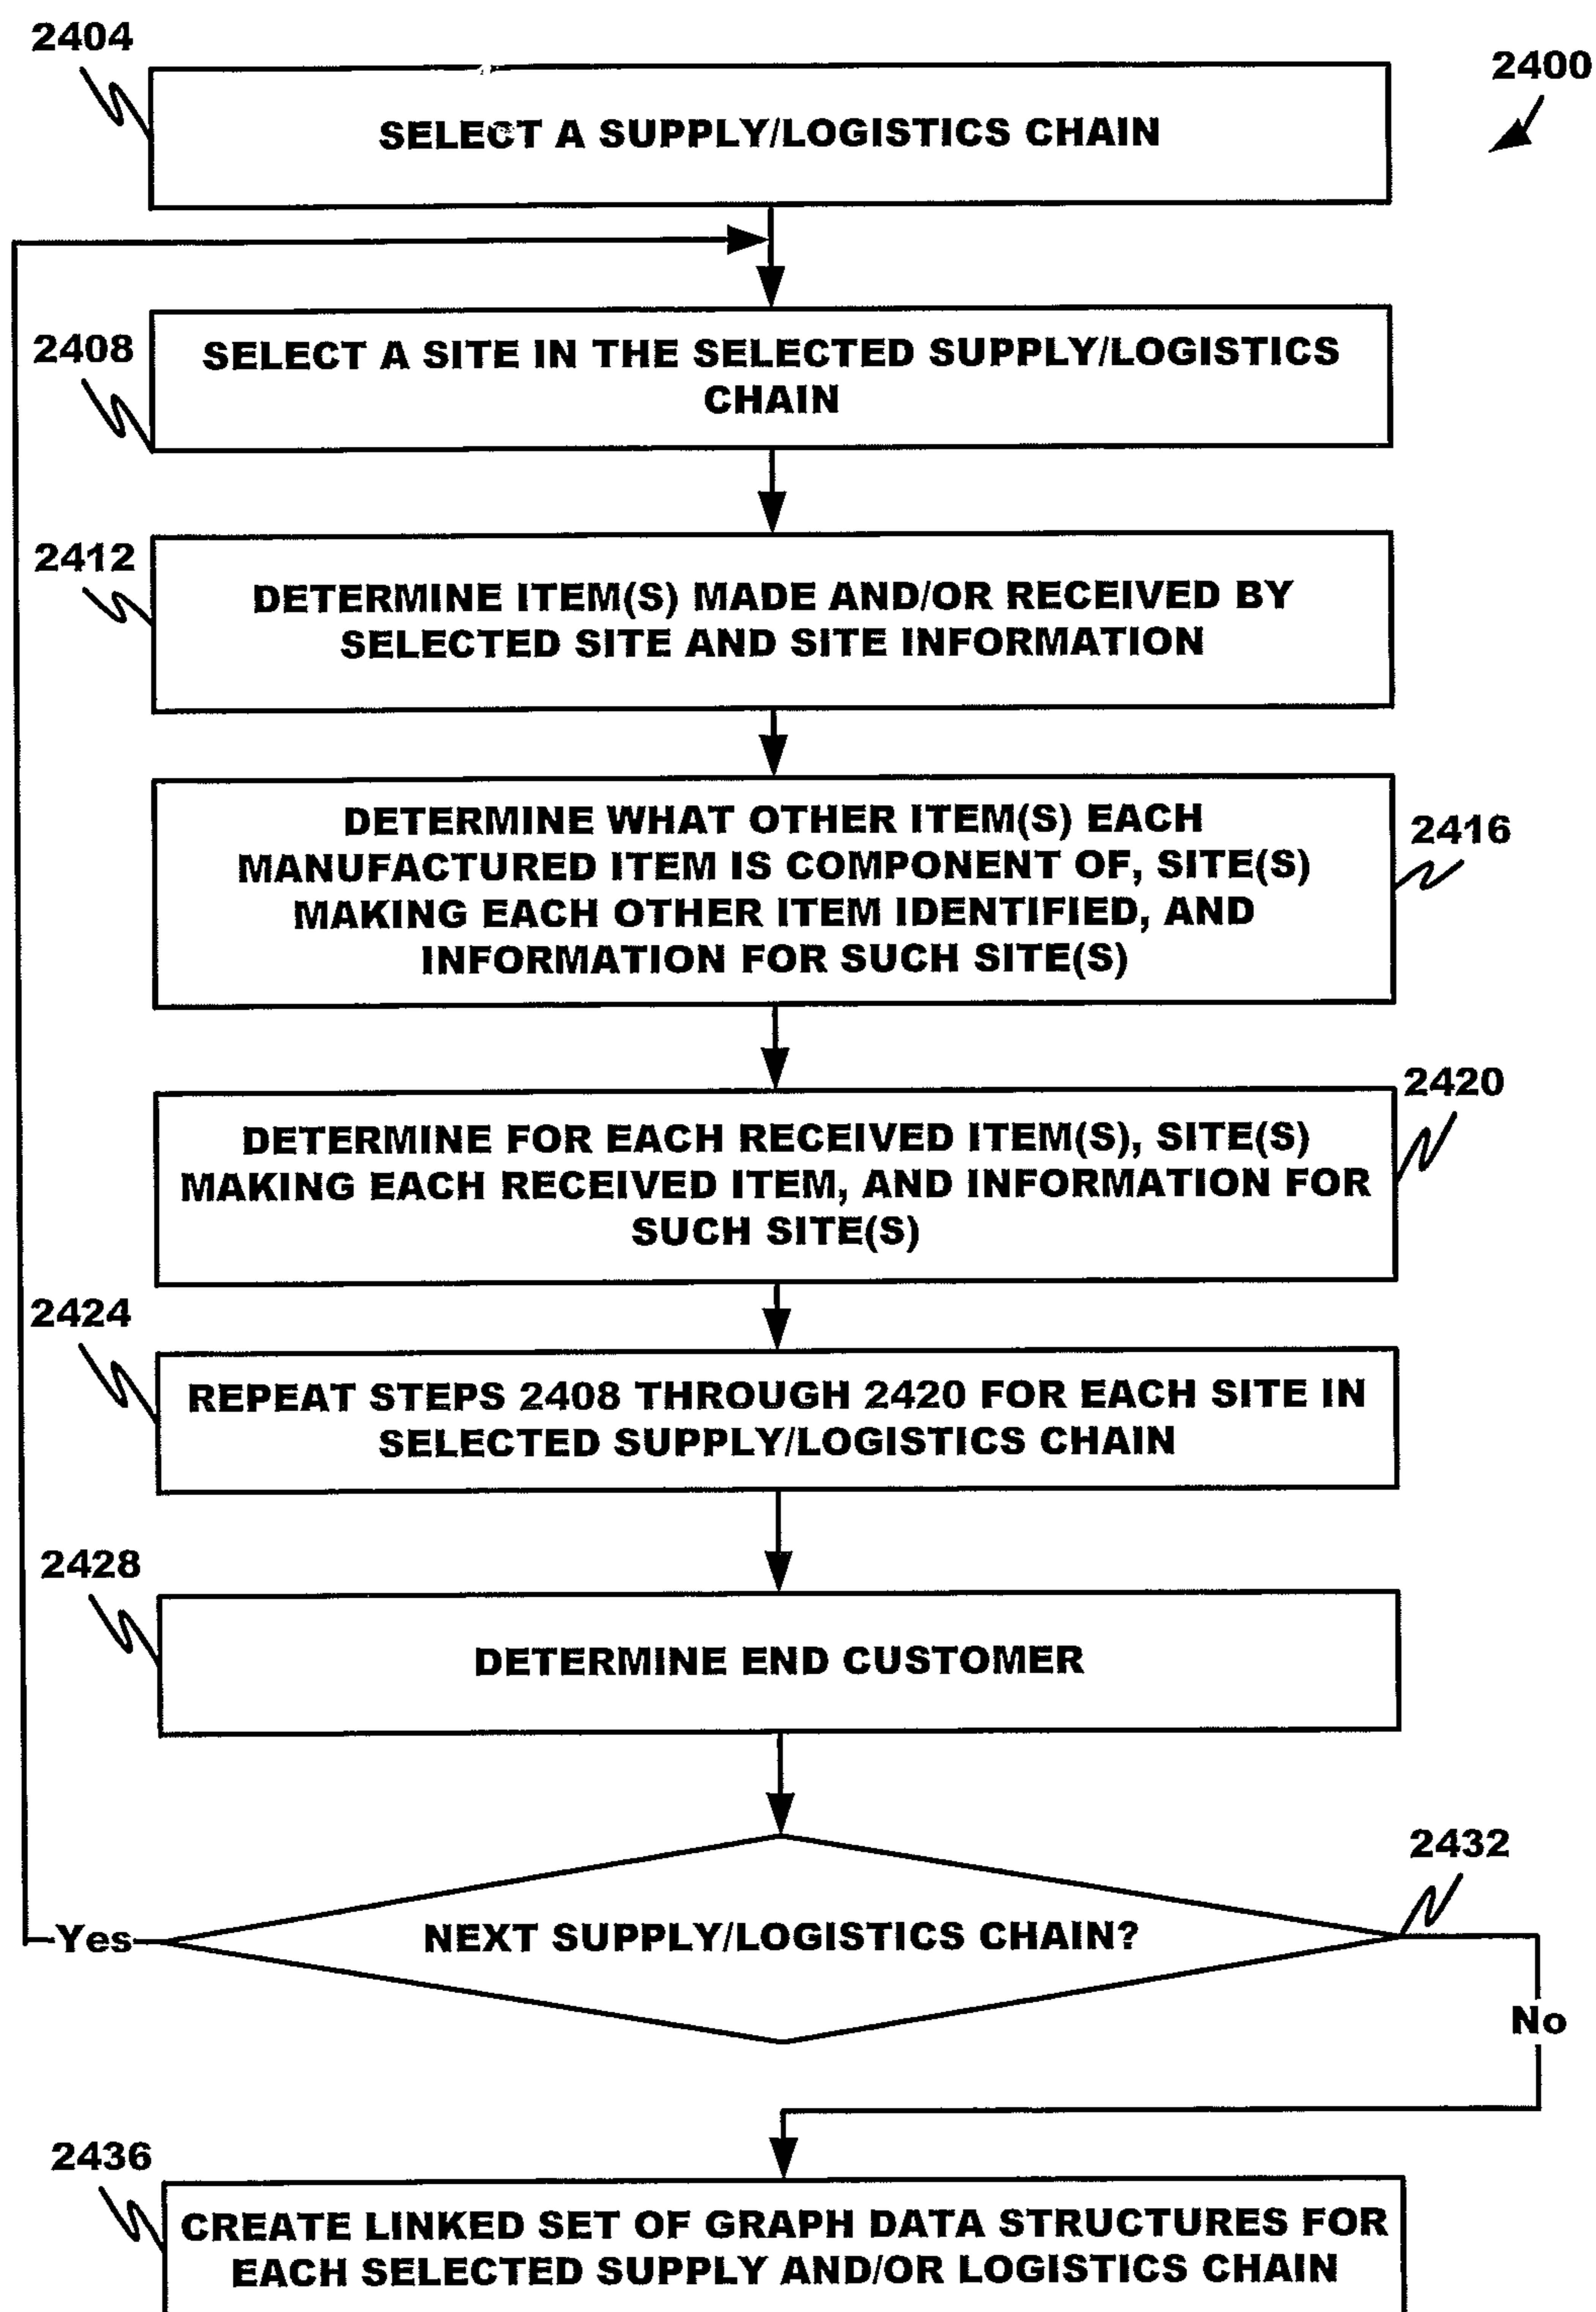 2404
2400
SELECT A SUPPLY/LOGISTICS CHAIN
2408
SELECT A SITE IN THE SELECTED SUPPLY/LOGISTICS
CHAIN
2412
DETERMINE ITEM(S) MADE AND/OR RECEIVED BY
SELECTED SITE AND SITE INFORMATION
DETERMINE WHAT OTHER ITEM(S) EACH
MANUFACTURED ITEM IS COMPONENT OF, SITE(S)
MAKING EACH OTHER ITEM IDENTIFIED, AND
INFORMATION FOR SUCH SITE(S)
2416
2420
DETERMINE FOR EACH RECEIVED ITEM(S), SITE(S)
MAKING EACH RECEIVED ITEM, AND INFORMATION FOR
SUCH SITE(S)
2424
REPEAT STEPS 2408 THROUGH 2420 FOR EACH SITE IN
SELECTED SUPPLY/LOGISTICS CHAIN
2428
DETERMINE END CUSTOMER
2432
Yes
NEXT SUPPLY/LOGISTICS CHAIN?
No
2436
CREATE LINKED SET OF GRAPH DATA STRUCTURES FOR
EACH SELECTED SUPPLY AND/OR LOGISTICS CHAIN